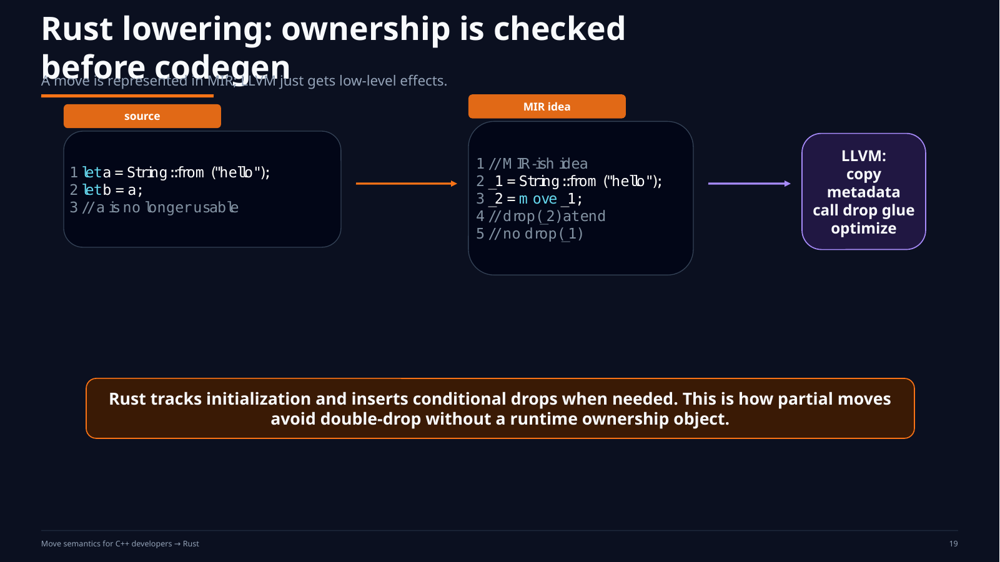 Rust lowering: ownership is checked
before codegen
A move is represented in MIR; LLVM just gets low-level effects.
source
1 let a = String::from("hello");
2 let b = a;
3 // a is no longer usable
MIR idea
1 // MIR-ish idea
2 _1 = String::from("hello");
3 _2 = move _1;
4 // drop(_2) at end
5 // no drop(_1)
LLVM:
copy
metadata
call drop glue
optimize
Rust tracks initialization and inserts conditional drops when needed. This is how partial moves
avoid double-drop without a runtime ownership object.
Move semantics for C++ developers → Rust
19